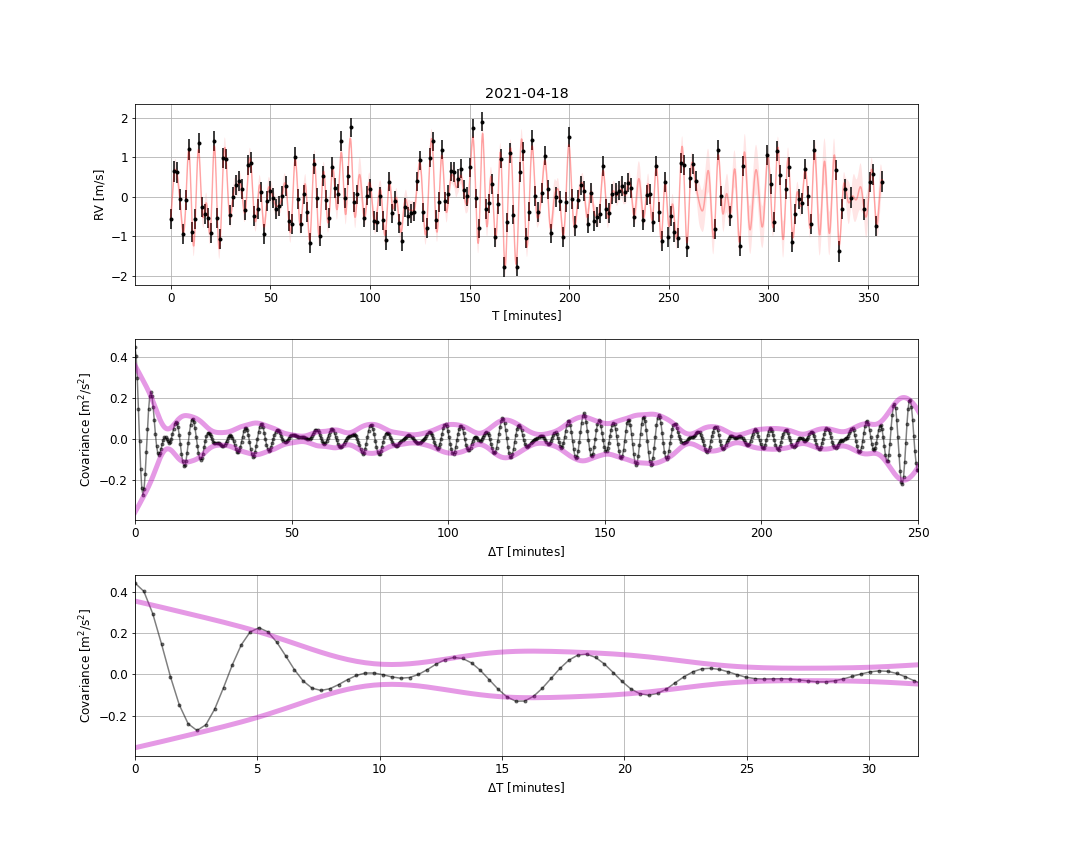 2021-04-18
RV [m/s]
2
1
0
−1
−2
0 50 100 150 200 250 300 350
T [minutes]
Covariance [m²/s²]
0.4
0.2
0.0
−0.2
0 50 100 150 200 250
ΔT [minutes]
Covariance [m²/s²]
0.4
0.2
0.0
−0.2
0 5 10 15 20 25 30
ΔT [minutes]